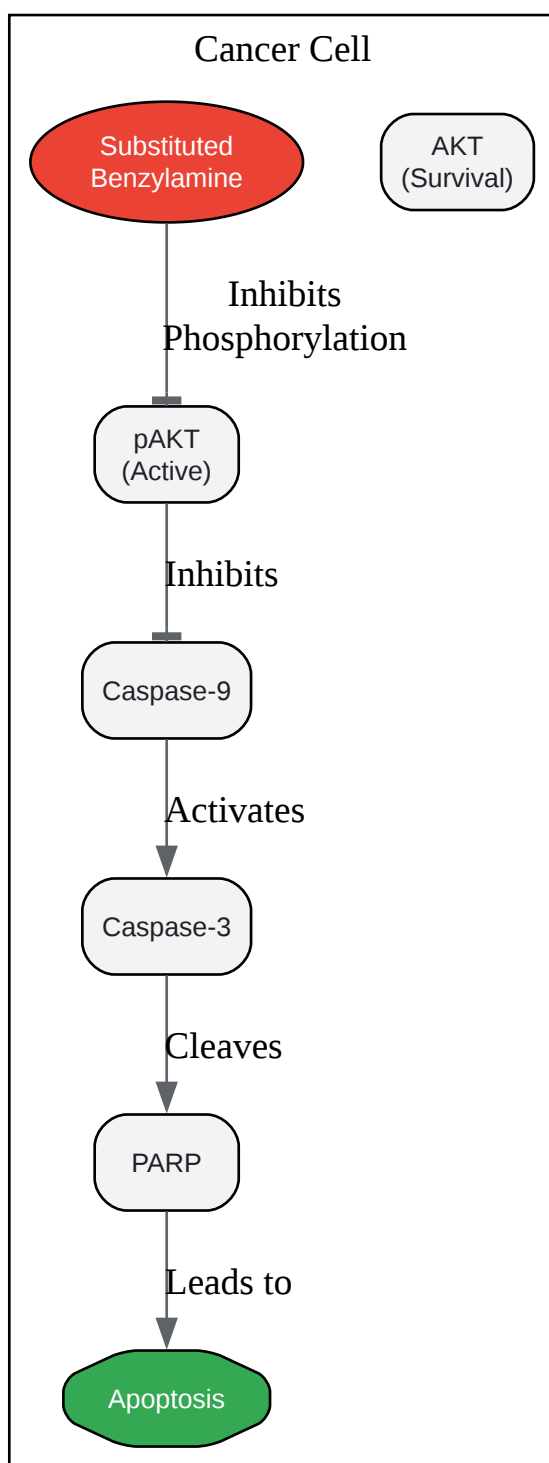 Cancer Cell
Substituted
Benzylamine
AKT
(Survival)
Inhibits
Phosphorylation
pAKT
(Active)
Inhibits
Caspase-9
Activates
Caspase-3
Cleaves
PARP
Leads to
Apoptosis